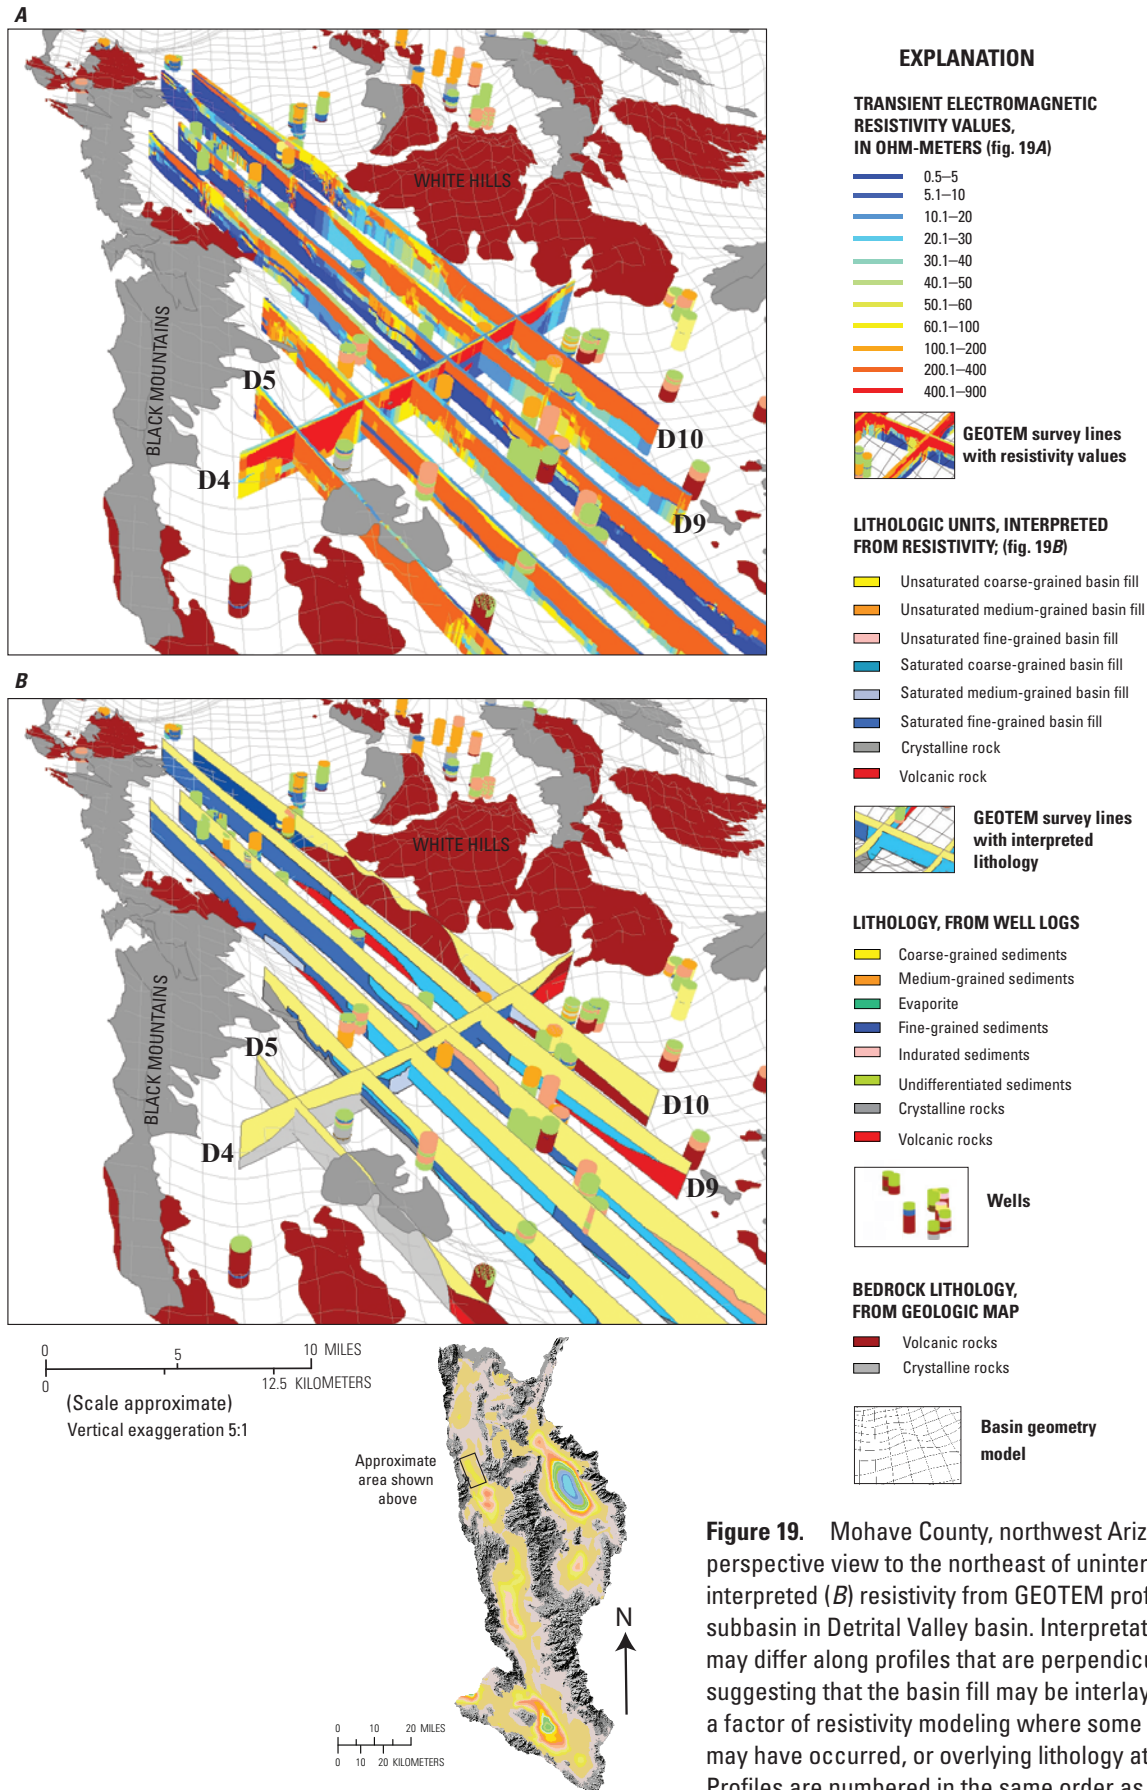 A
WHITE HILLS
BLACK MOUNTAINS
D5
D4
D10
D9
B
WHITE HILLS
BLACK MOUNTAINS
D5
D4
D10
D9
0 5 10 MILES
0 12.5 KILOMETERS
(Scale approximate)
Vertical exaggeration 5:1
Approximate
area shown
above
N
0 10 20 MILES
0 10 20 KILOMETERS
EXPLANATION
TRANSIENT ELECTROMAGNETIC
RESISTIVITY VALUES,
IN OHM-METERS (fig. 19A)
0.5–5
5.1–10
10.1–20
20.1–30
30.1–40
40.1–50
50.1–60
60.1–100
100.1–200
200.1–400
400.1–900
GEOTEM survey lines
with resistivity values
LITHOLOGIC UNITS, INTERPRETED
FROM RESISTIVITY; (fig. 19B)
Unsaturated coarse-grained basin fill
Unsaturated medium-grained basin fill
Unsaturated fine-grained basin fill
Saturated coarse-grained basin fill
Saturated medium-grained basin fill
Saturated fine-grained basin fill
Crystalline rock
Volcanic rock
GEOTEM survey lines
with interpreted
lithology
LITHOLOGY, FROM WELL LOGS
Coarse-grained sediments
Medium-grained sediments
Evaporite
Fine-grained sediments
Indurated sediments
Undifferentiated sediments
Crystalline rocks
Volcanic rocks
Wells
BEDROCK LITHOLOGY,
FROM GEOLOGIC MAP
Volcanic rocks
Crystalline rocks
Basin geometry
model
Figure 19. Mohave County, northwest Ariz
perspective view to the northeast of uninter
interpreted (B) resistivity from GEOTEM prof
subbasin in Detrital Valley basin. Interpretat
may differ along profiles that are perpendicu
suggesting that the basin fill may be interlay
a factor of resistivity modeling where some
may have occurred, or overlying lithology at
Profiles are numbered in the same order as